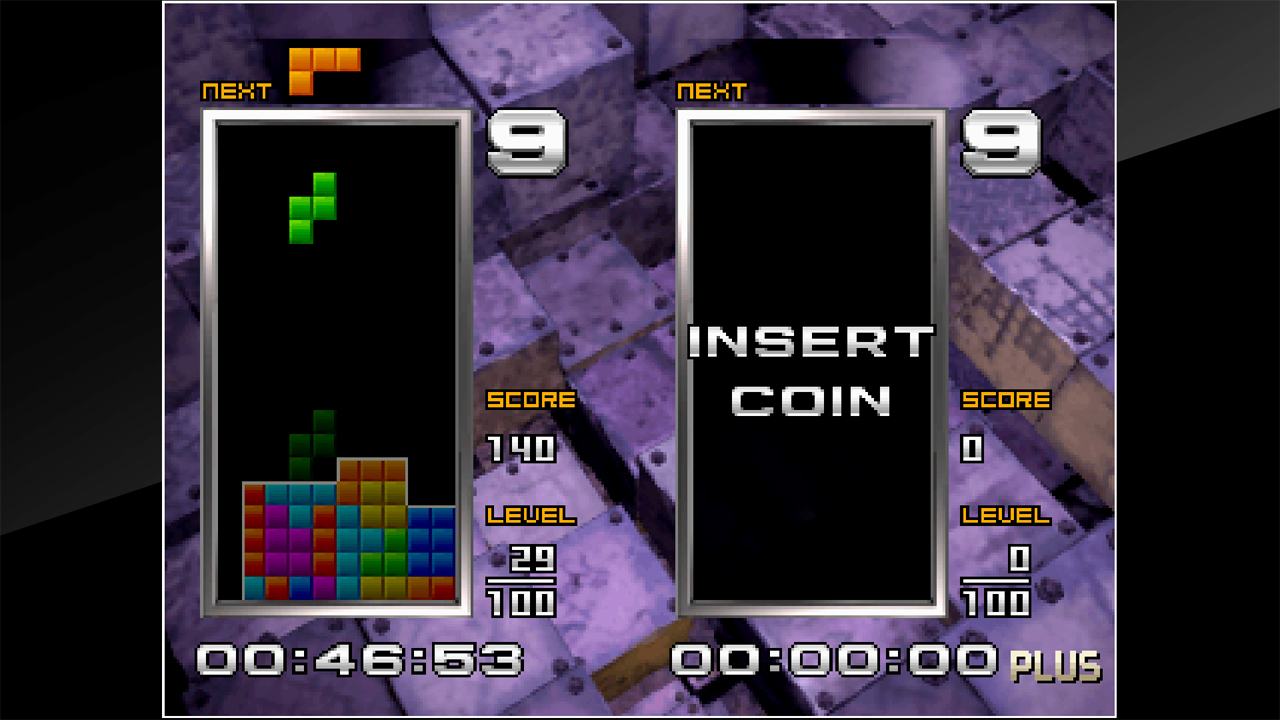 NEXT
9
SCORE
140
LEVEL
29
100
00:46:53
NEXT
9
INSERT
COIN
SCORE
0
LEVEL
0
100
00:00:00 PLUS